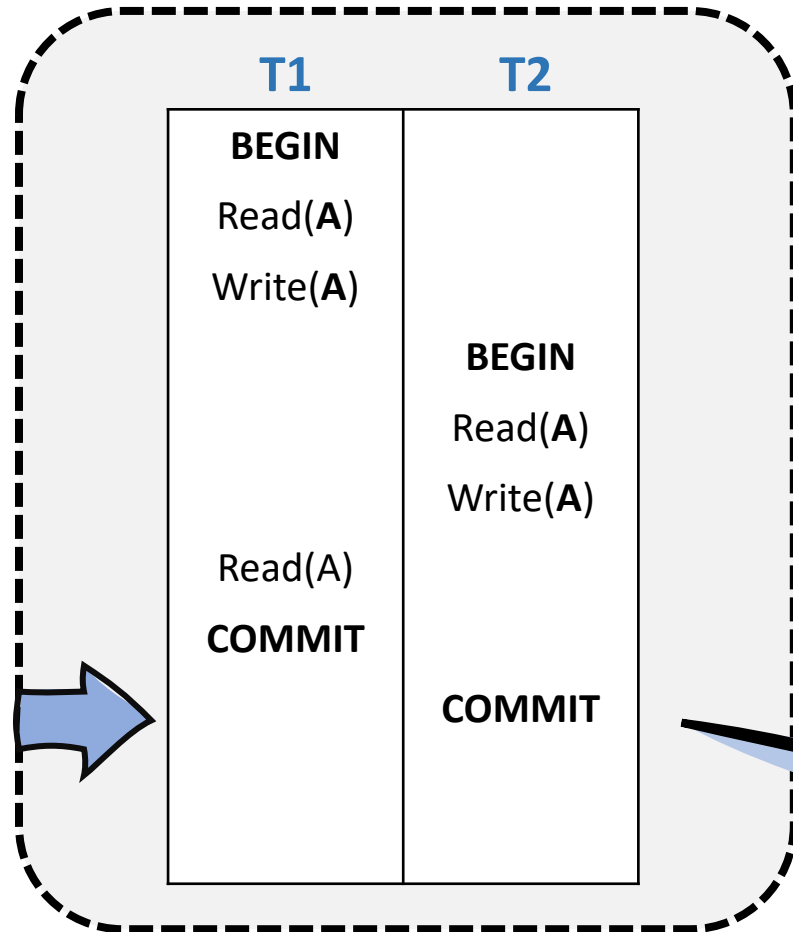 T1 T2
BEGIN
Read(A)
Write(A)
BEGIN
Read(A)
Write(A)
Read(A)
COMMIT
COMMIT